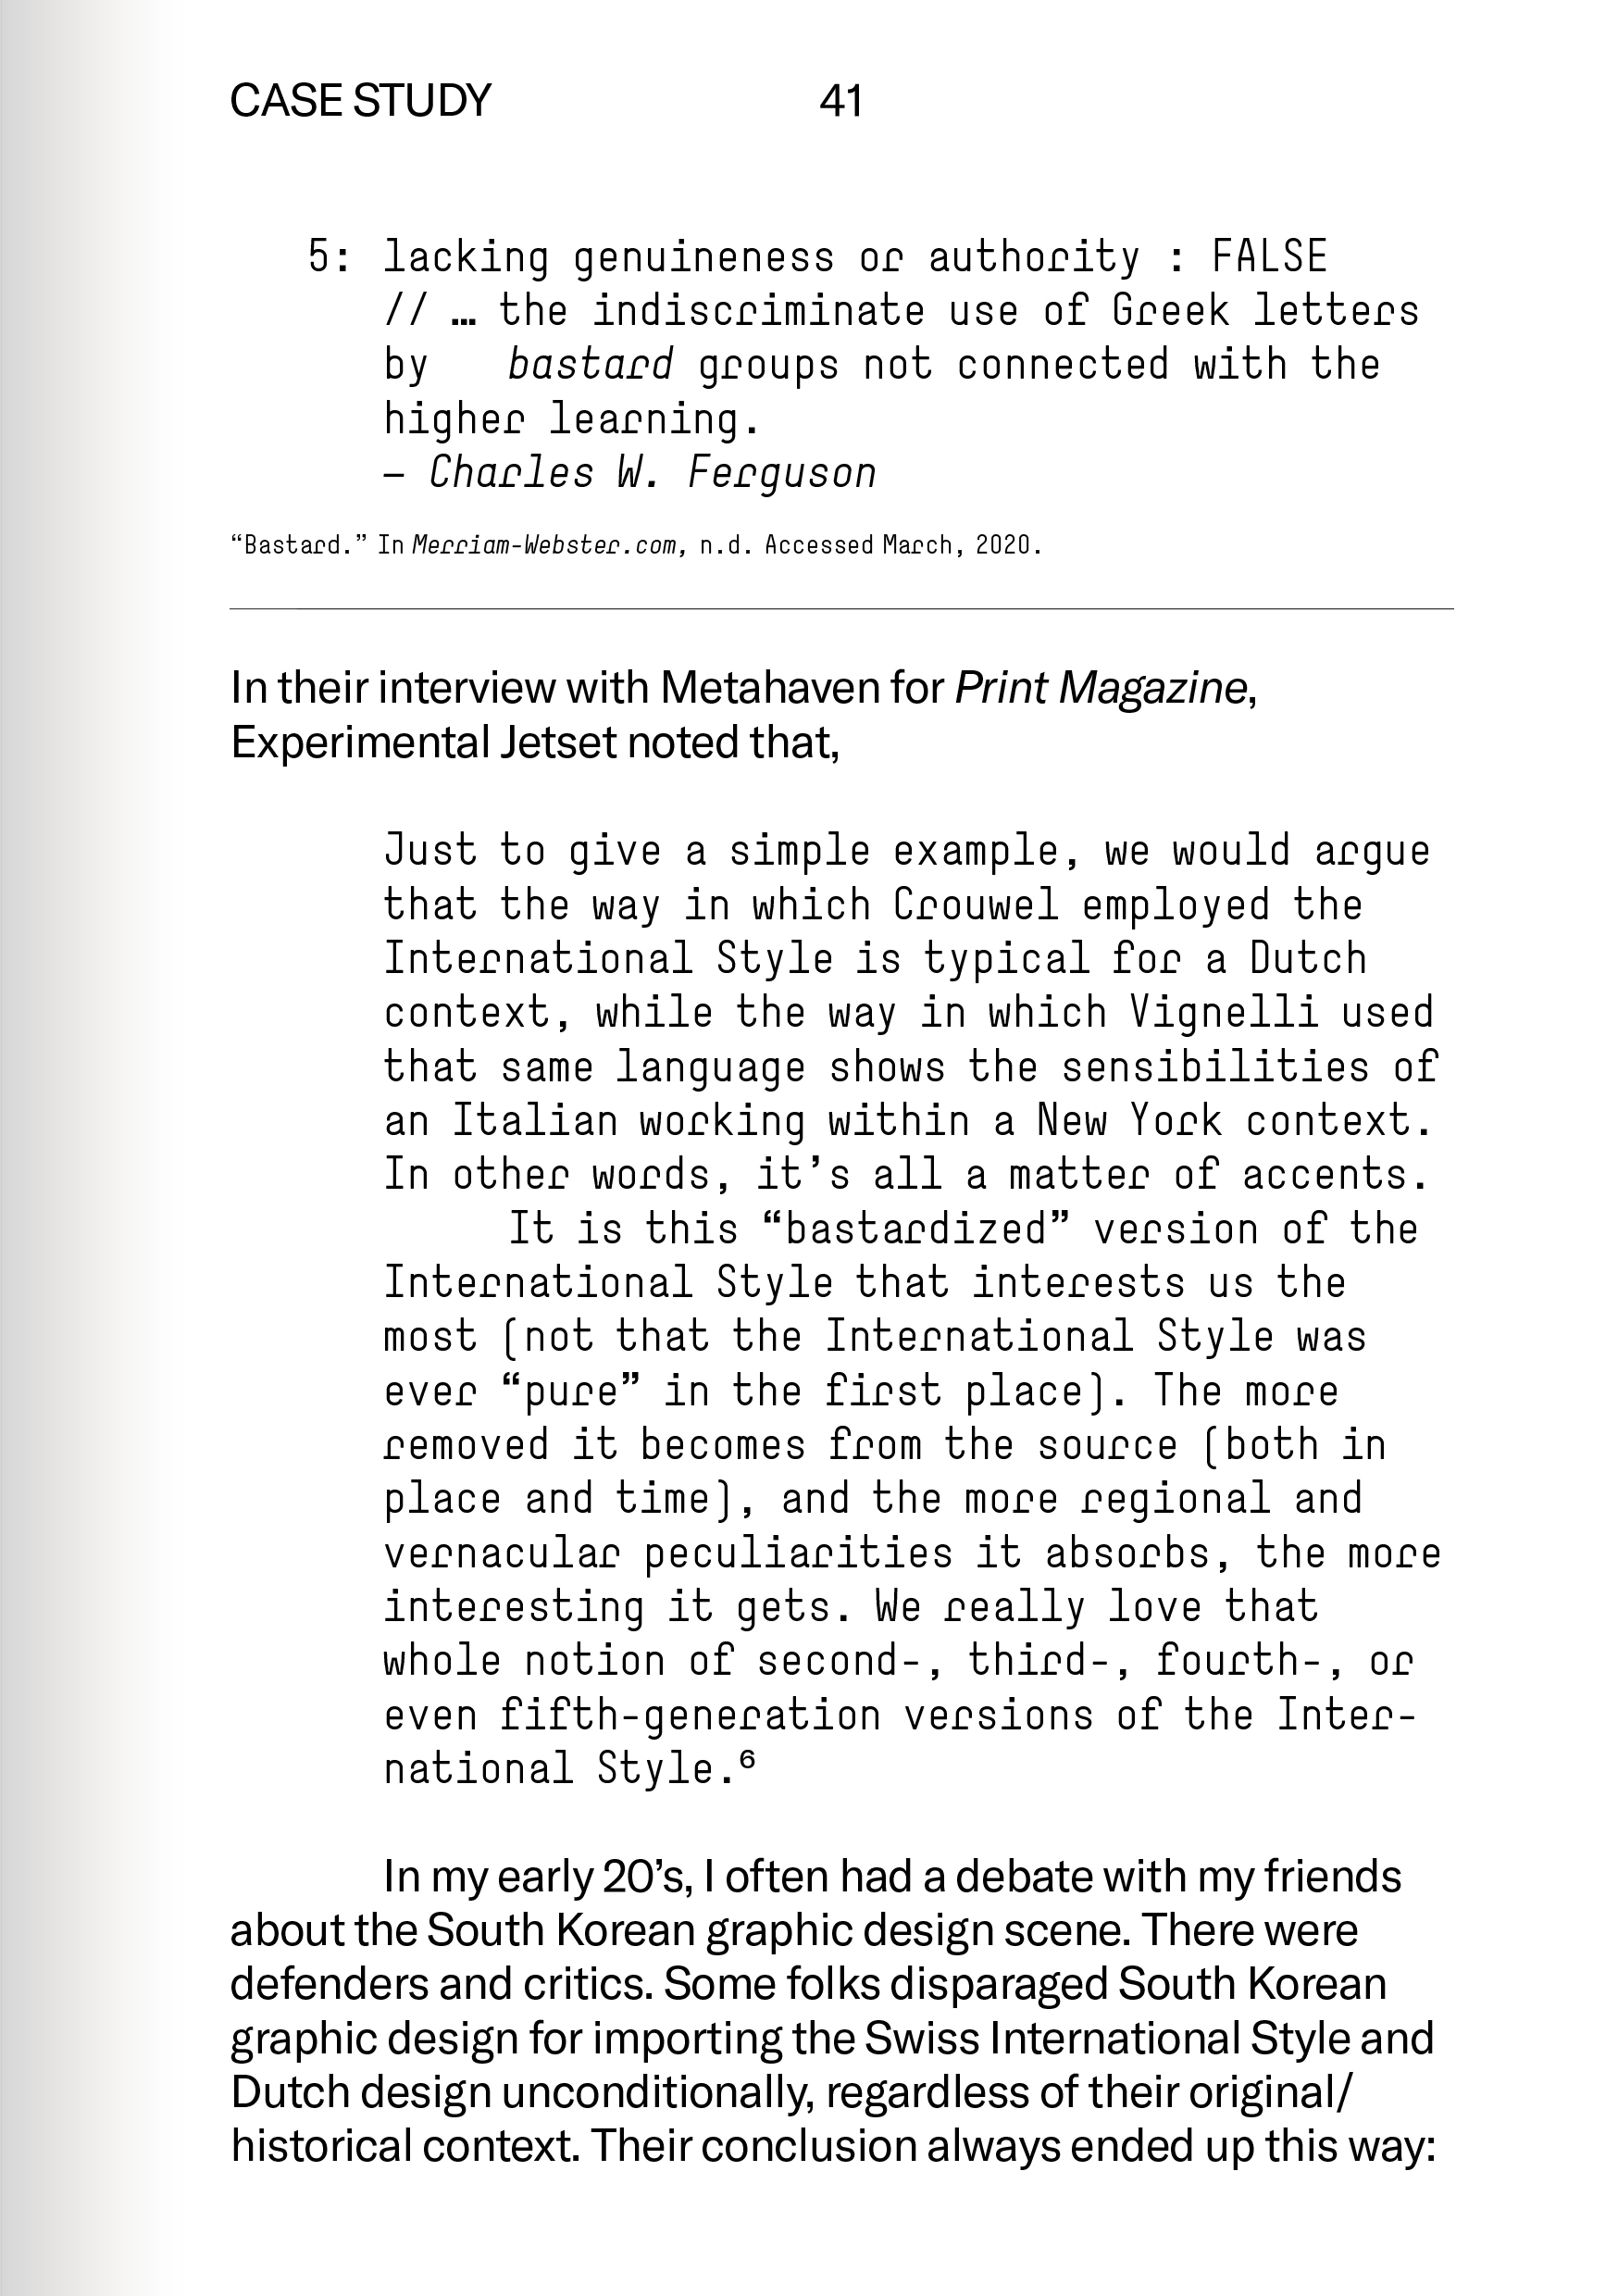 CASE STUDY 41
5: lacking genuineness or authority : FALSE
// … the indiscriminate use of Greek letters
by bastard groups not connected with the
higher learning.
— Charles W. Ferguson
“Bastard.” In Merriam-Webster.com, n.d. Accessed March, 2020.
In their interview with Metahaven for Print Magazine,
Experimental Jetset noted that,
Just to give a simple example, we would argue
that the way in which Crouwel employed the
International Style is typical for a Dutch
context, while the way in which Vignelli used
that same language shows the sensibilities of
an Italian working within a New York context.
In other words, it’s all a matter of accents.
It is this “bastardized” version of the
International Style that interests us the
most (not that the International Style was
ever “pure” in the first place). The more
removed it becomes from the source (both in
place and time), and the more regional and
vernacular peculiarities it absorbs, the more
interesting it gets. We really love that
whole notion of second-, third-, fourth-, or
even fifth-generation versions of the Inter-
national Style.⁶
In my early 20’s, I often had a debate with my friends
about the South Korean graphic design scene. There were
defenders and critics. Some folks disparaged South Korean
graphic design for importing the Swiss International Style and
Dutch design unconditionally, regardless of their original/
historical context. Their conclusion always ended up this way: